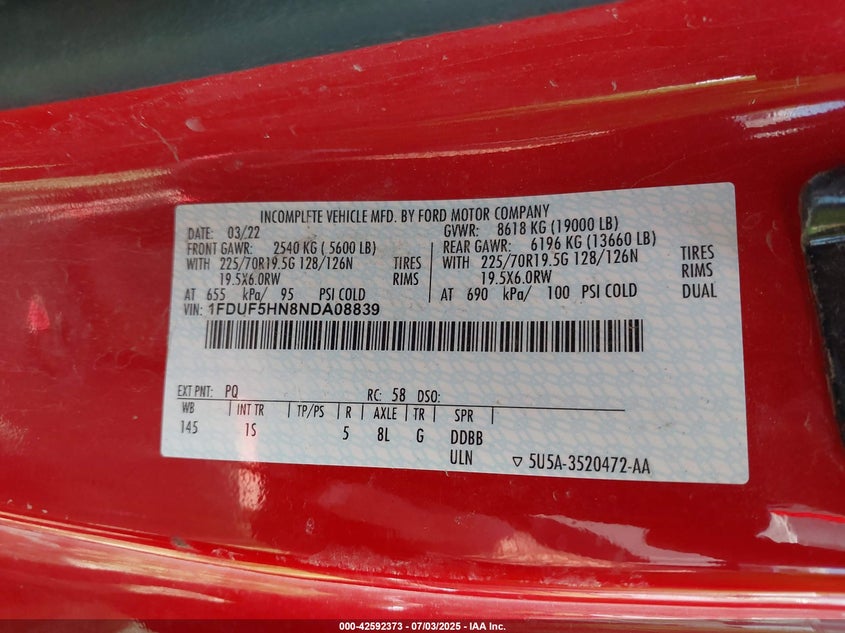 INCOMPLETE VEHICLE MFD. BY FORD MOTOR COMPANY
DATE: 03/22 GVWR: 8618 KG (19000 LB)
FRONT GAWR: 2540 KG ( 5600 LB) REAR GAWR: 6196 KG (13660 LB)
WITH 225/70R19.5G 128/126N TIRES WITH 225/70R19.5G 128/126N TIRES
19.5X6.0RW RIMS 19.5X6.0RW RIMS
AT 655 kPa/ 95 PSI COLD AT 690 kPa/ 100 PSI COLD DUAL
VIN: 1FDUF5HN8NDA08839
EXT PNT: PQ RC: 58 DSO:
WB INT TR TP/PS R AXLE TR SPR
145 1S 5 8L G DDBB
ULN ▽ 5U5A-3520472-AA
000-42592373 - 07/03/2025 - IAA Inc.